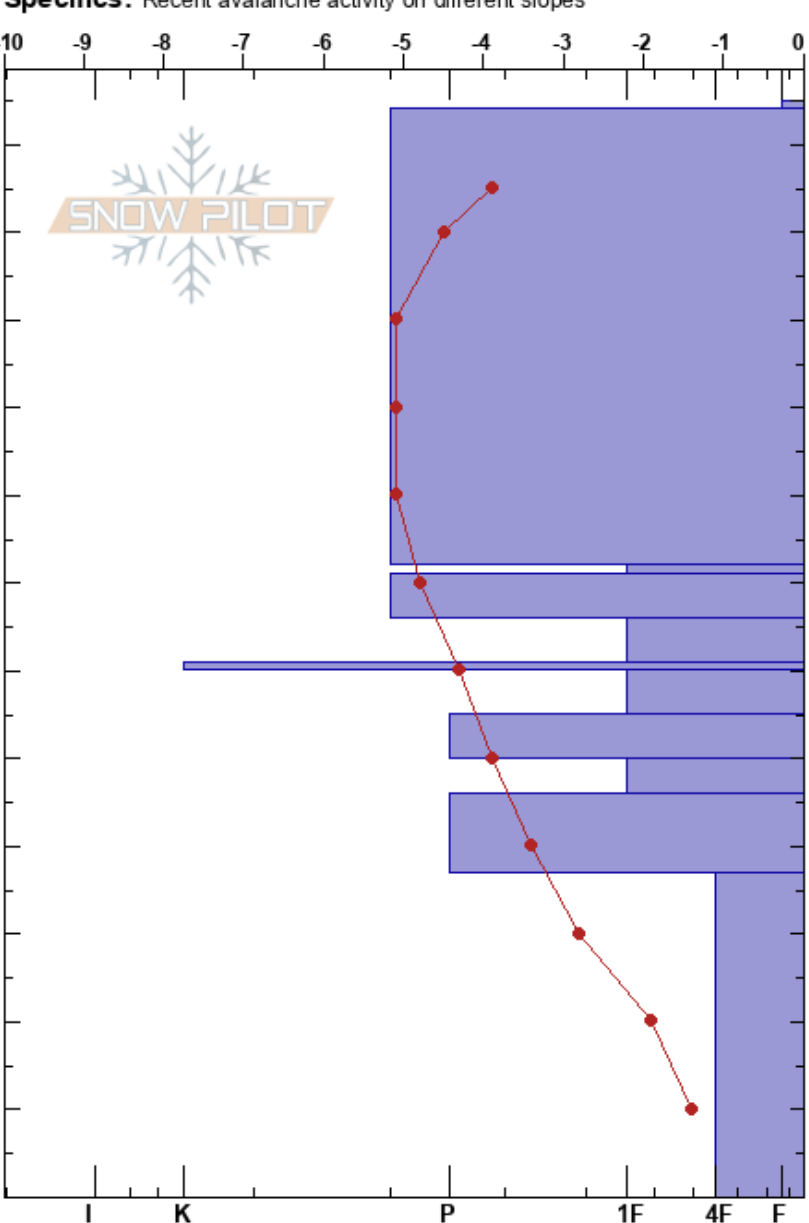 Specifics: Recent avalanche activity on different slopes
-10 -9 -8 -7 -6 -5 -4 -3 -2 -1 0
SNOW PILOT
I K P 1F 4F F